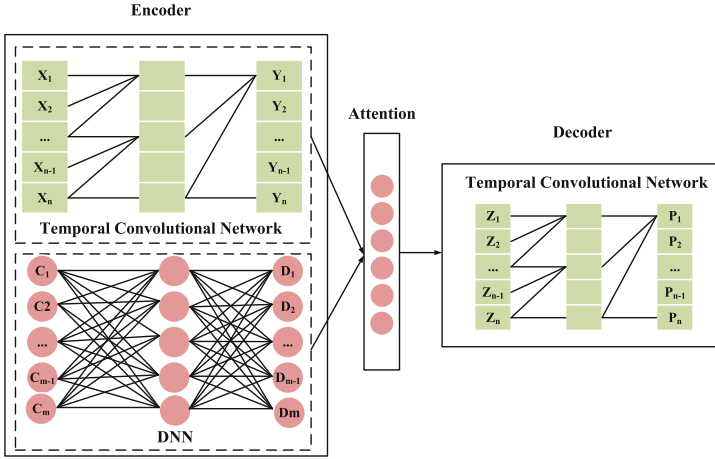 Encoder
X1 Y1
X2 Y2
... ...
Xn-1 Yn-1
Xn Yn
Temporal Convolutional Network
C1 D1
C2 D2
... ...
Cm-1 Dm-1
Cm Dm
DNN
Attention
Decoder
Temporal Convolutional Network
Z1 P1
Z2 P2
... ...
Zn-1 Pn-1
Zn Pn